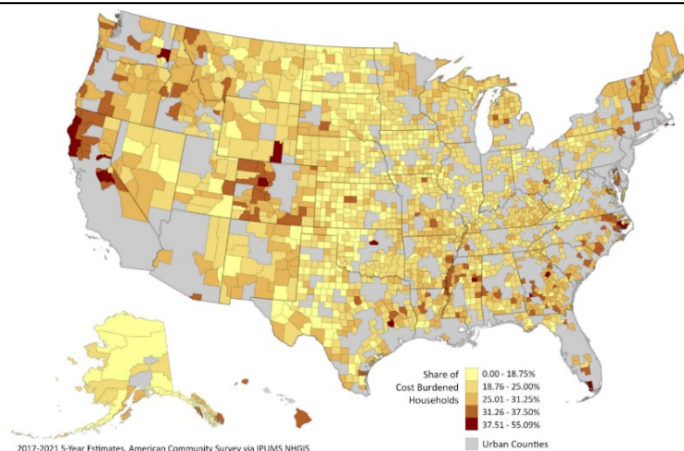 Share of
Cost Burdened
Households
0.00 - 18.75%
18.76 - 25.00%
25.01 - 31.25%
31.26 - 37.50%
37.51 - 55.09%
Urban Counties
2017-2021 5-Year Estimates, American Community Survey via IPUMS NHGIS